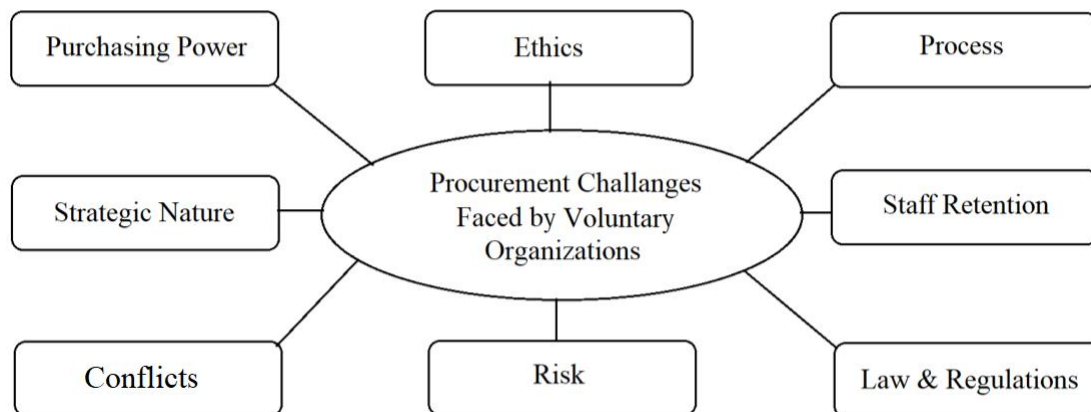 Purchasing Power
Ethics
Process
Procurement Challanges
Faced by Voluntary
Organizations
Strategic Nature
Staff Retention
Conflicts
Risk
Law & Regulations